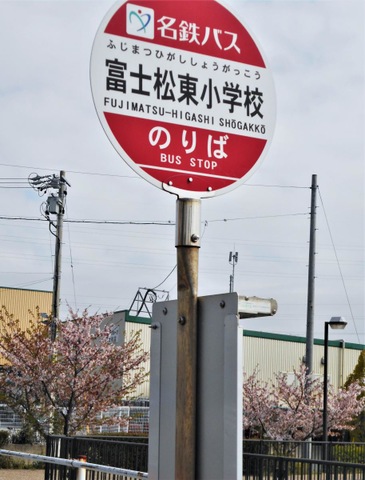 名鉄バス
ふじまつひがししょうがっこう
富士松東小学校
FUJIMATSU-HIGASHI SHŌGAKKŌ
のりば
BUS STOP